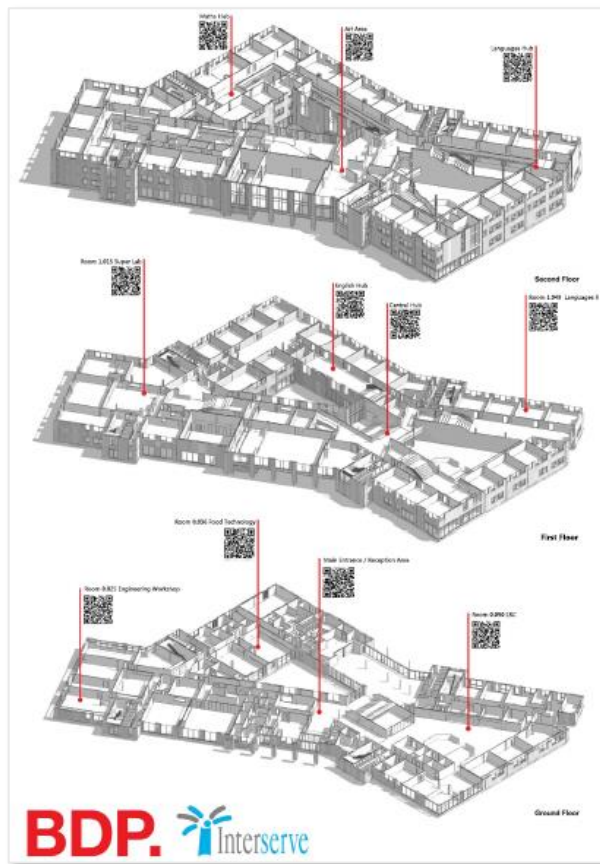 Maths Hub
Art Area
Languages Hub
Second Floor
Room 1.015 Super Lab
English Hub
Central Hub
Room 1.049 Languages
First Floor
Room 0.036 Food Technology
Main Entrance / Reception Area
Room 0.021 Engineering Workshop
Room 0.090 LRC
Ground Floor
BDP.
Interserve